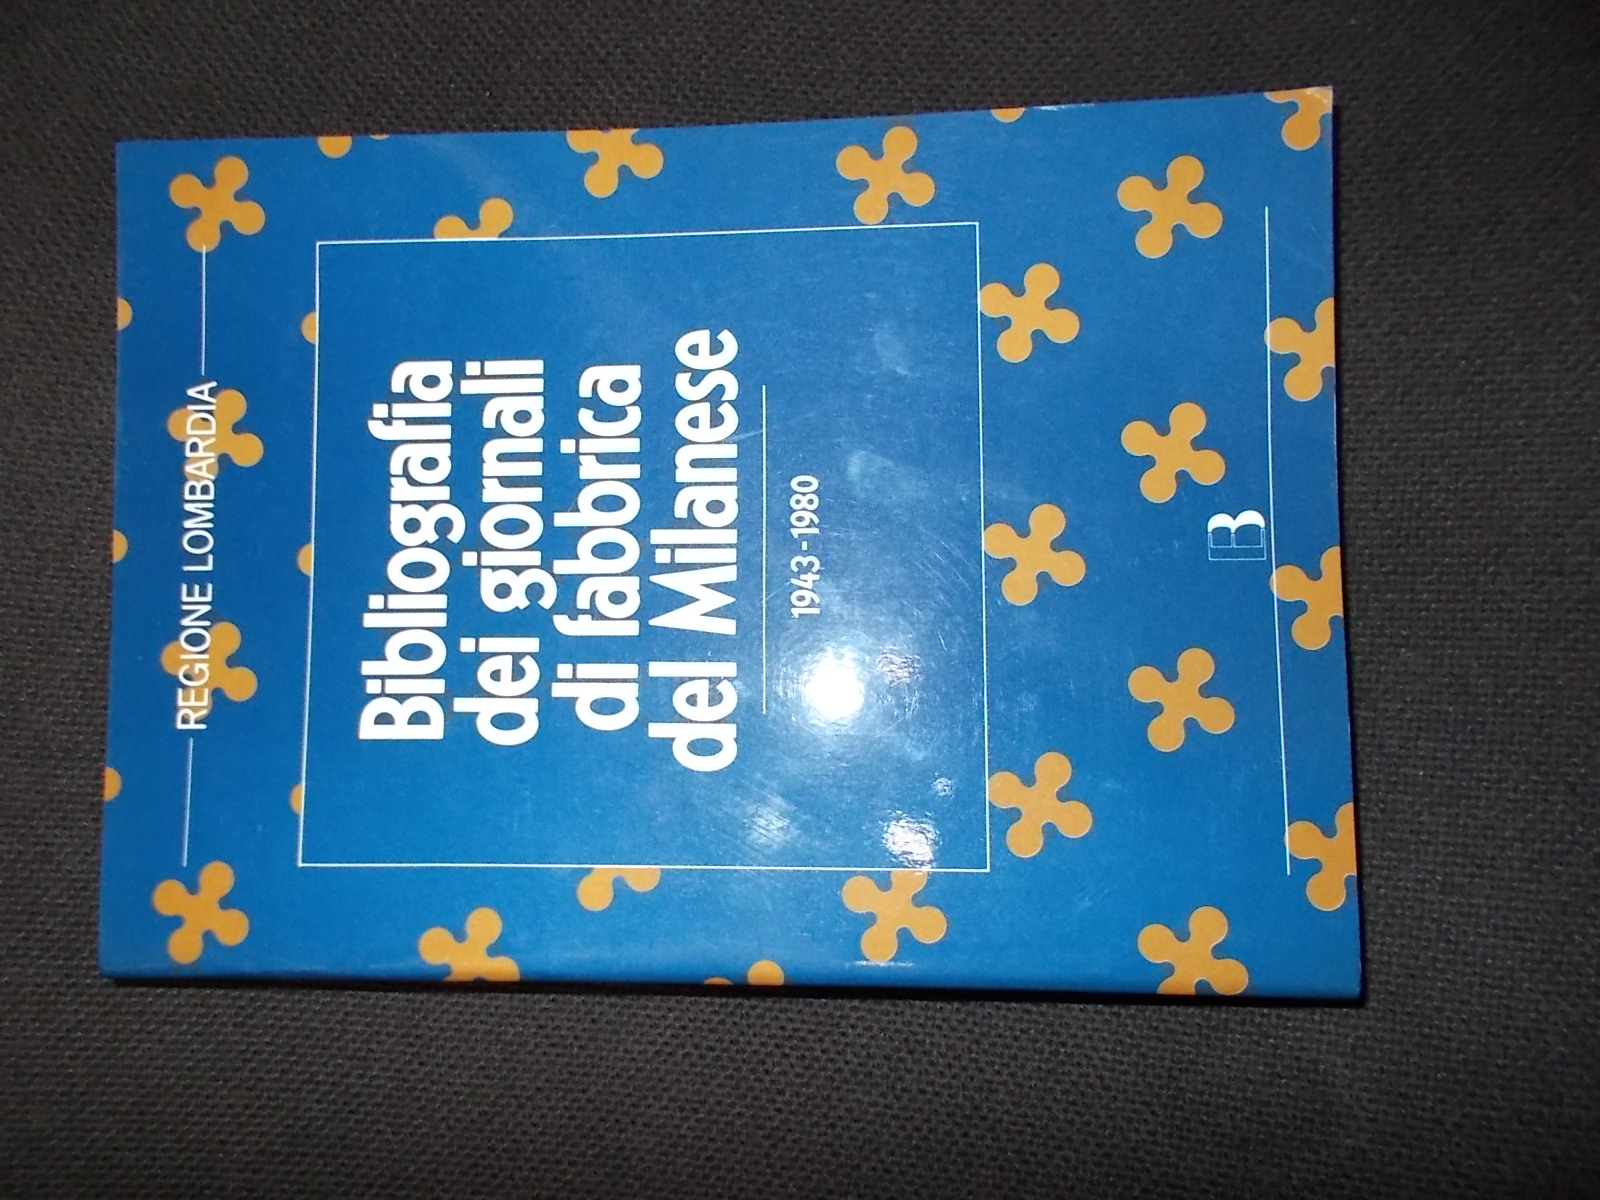 REGIONE LOMBARDIA
Bibliografia
dei giornali
di fabbrica
del Milanese
1943-1980
B